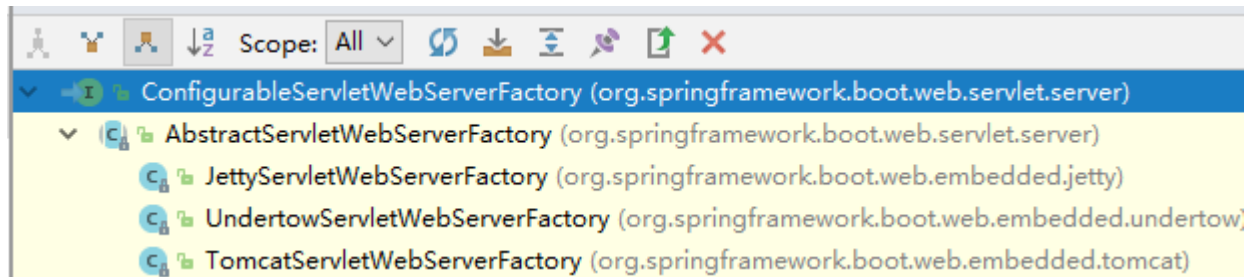 Scope: All
ConfigurableServletWebServerFactory (org.springframework.boot.web.servlet.server)
AbstractServletWebServerFactory (org.springframework.boot.web.servlet.server)
JettyServletWebServerFactory (org.springframework.boot.web.embedded.jetty)
UndertowServletWebServerFactory (org.springframework.boot.web.embedded.undertow)
TomcatServletWebServerFactory (org.springframework.boot.web.embedded.tomcat)